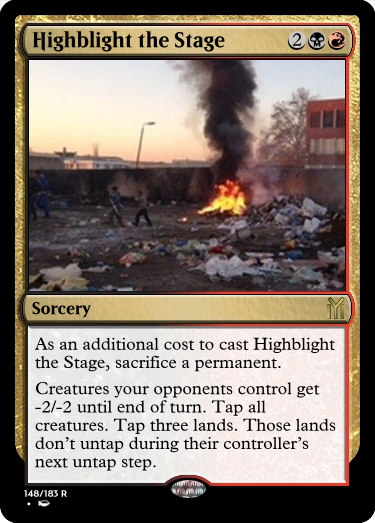 Highblight the Stage 2
Sorcery
As an additional cost to cast Highblight
the Stage, sacrifice a permanent.
Creatures your opponents control get
-2/-2 until end of turn. Tap all
creatures. Tap three lands. Those lands
don't untap during their controller's
next untap step.
148/183 R